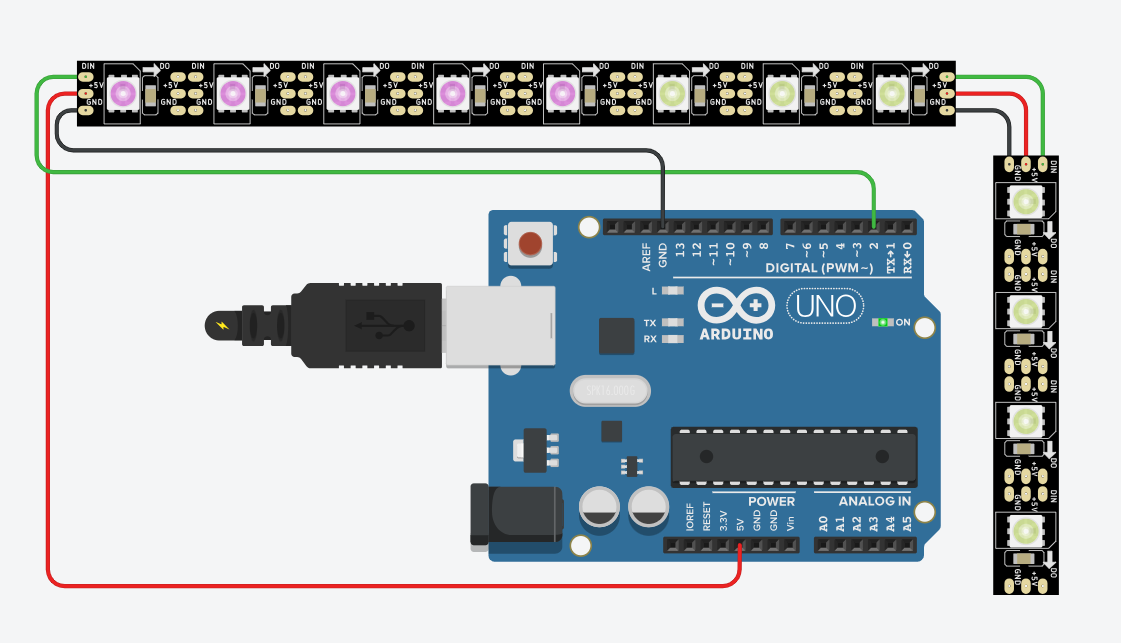 DIN DO DIN DO DIN DO DIN DO DIN DO DIN DO DIN DO DIN DO
+5V +5V +5V +5V +5V +5V +5V +5V +5V +5V +5V +5V +5V +5V +5V +5V
GND GND GND GND GND GND GND GND GND GND GND GND GND GND GND GND
GND +5V DIN
DO
GND +5V
GND +5V DIN
DO
GND +5V
GND +5V DIN
DO
GND +5V
GND +5V DIN
DO
GND +5V
AREF
GND
13
12
~11
~10
~9
8
7
~6
~5
4
~3
2
TX→1
RX←0
DIGITAL (PWM~)
L
TX
RX
UNO
ARDUINO
ON
POWER
ANALOG IN
IOREF
RESET
3.3V
5V
GND
GND
Vin
A0
A1
A2
A3
A4
A5